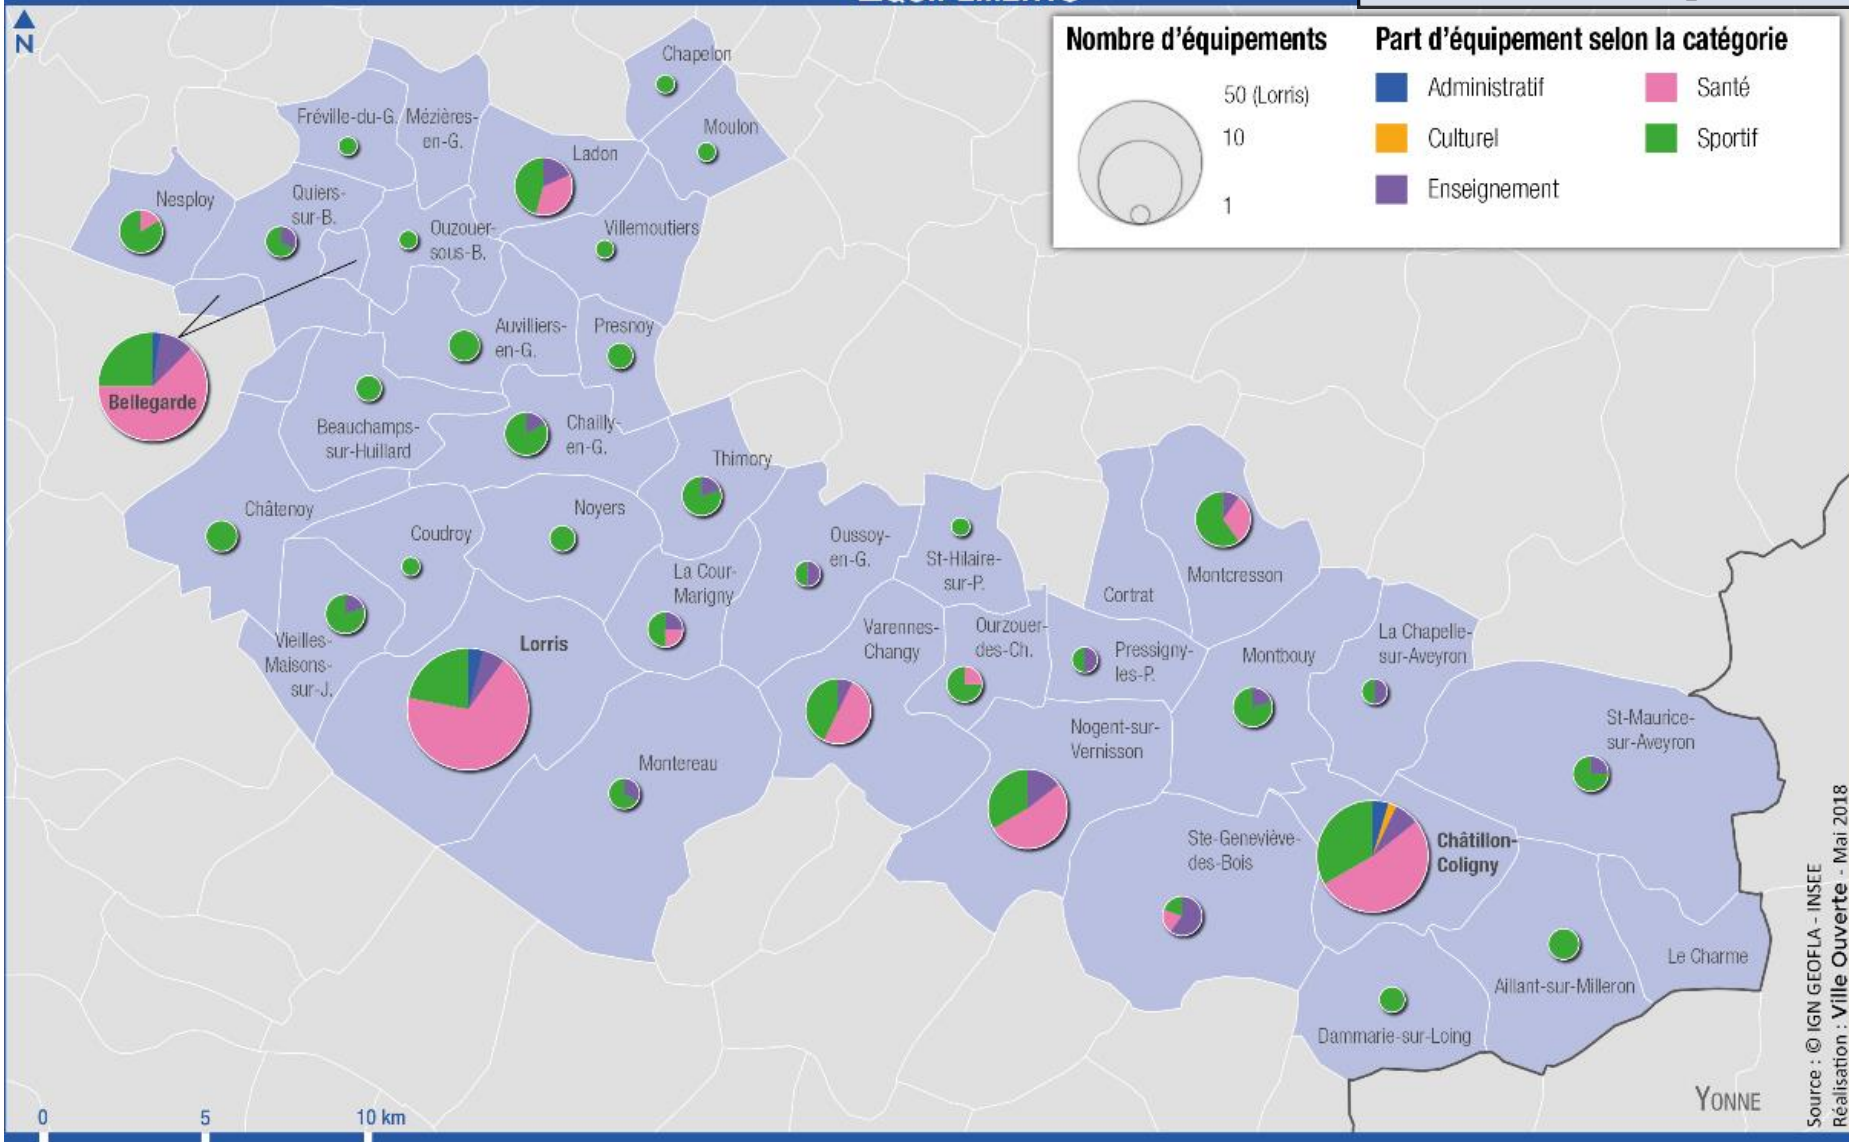 N
Nombre d'équipements
50 (Lorris)
10
1
Part d'équipement selon la catégorie
Administratif
Culturel
Enseignement
Santé
Sportif
Chapelon
Moulon
Fréville-du-G.
Mézières-
en-G.
Ladon
Nesploy
Quiers-
sur-B.
Ouzouer-
sous-B.
Villemoutiers
Bellegarde
Auvilliers-
en-G.
Presnoy
Beauchamps-
sur-Huillard
Chailly-
en-G.
Thimory
Châtenoy
Coudroy
Noyers
La Cour-
Marigny
Oussoy-
en-G.
St-Hilaire-
sur-P.
Cortrat
Montcresson
Vieilles-
Maisons-
sur-J.
Lorris
Varennes-
Changy
Ourzouer-
des-Ch.
Pressigny-
les-P.
Montbouy
La Chapelle-
sur-Aveyron
Montereau
Nogent-sur-
Vernisson
St-Maurice-
sur-Aveyron
Ste-Geneviève-
des-Bois
Châtillon-
Coligny
Le Charme
Aillant-sur-Milleron
Dammarie-sur-Loing
YONNE
0 5 10 km
Source : © IGN GEOFLA - INSEE
Réalisation : Ville Ouverte - Mai 2018